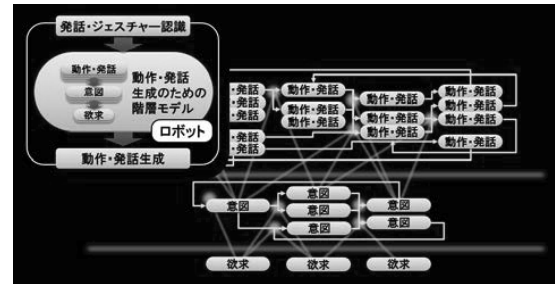 発話・ジェスチャー認識
動作・発話
意図
欲求
動作・発話
生成のための
階層モデル
ロボット
動作・発話生成
・発話
・発話
・発話
・発話
・発話
動作・発話
動作・発話
動作・発話
動作・発話
動作・発話
動作・発話
動作・発話
動作・発話
動作・発話
動作・発話
意図
意図
意図
意図
意図
意図
欲求
欲求
欲求